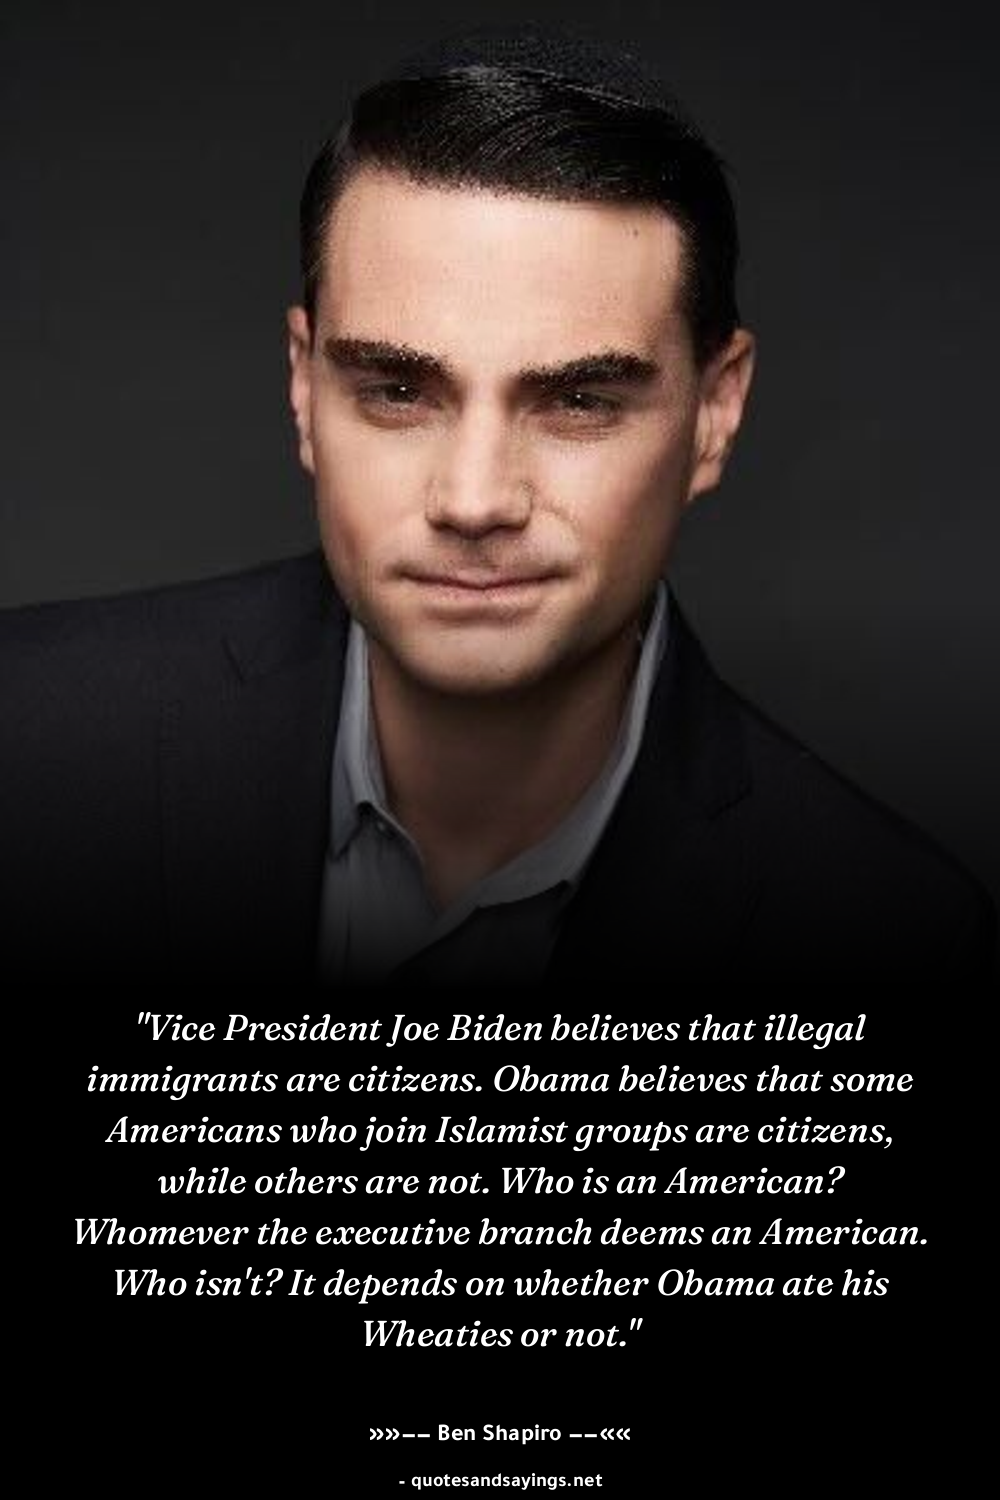 "Vice President Joe Biden believes that illegal
immigrants are citizens. Obama believes that some
Americans who join Islamist groups are citizens,
while others are not. Who is an American?
Whomever the executive branch deems an American.
Who isn't? It depends on whether Obama ate his
Wheaties or not."
»»−− Ben Shapiro −−««
- quotesandsayings.net